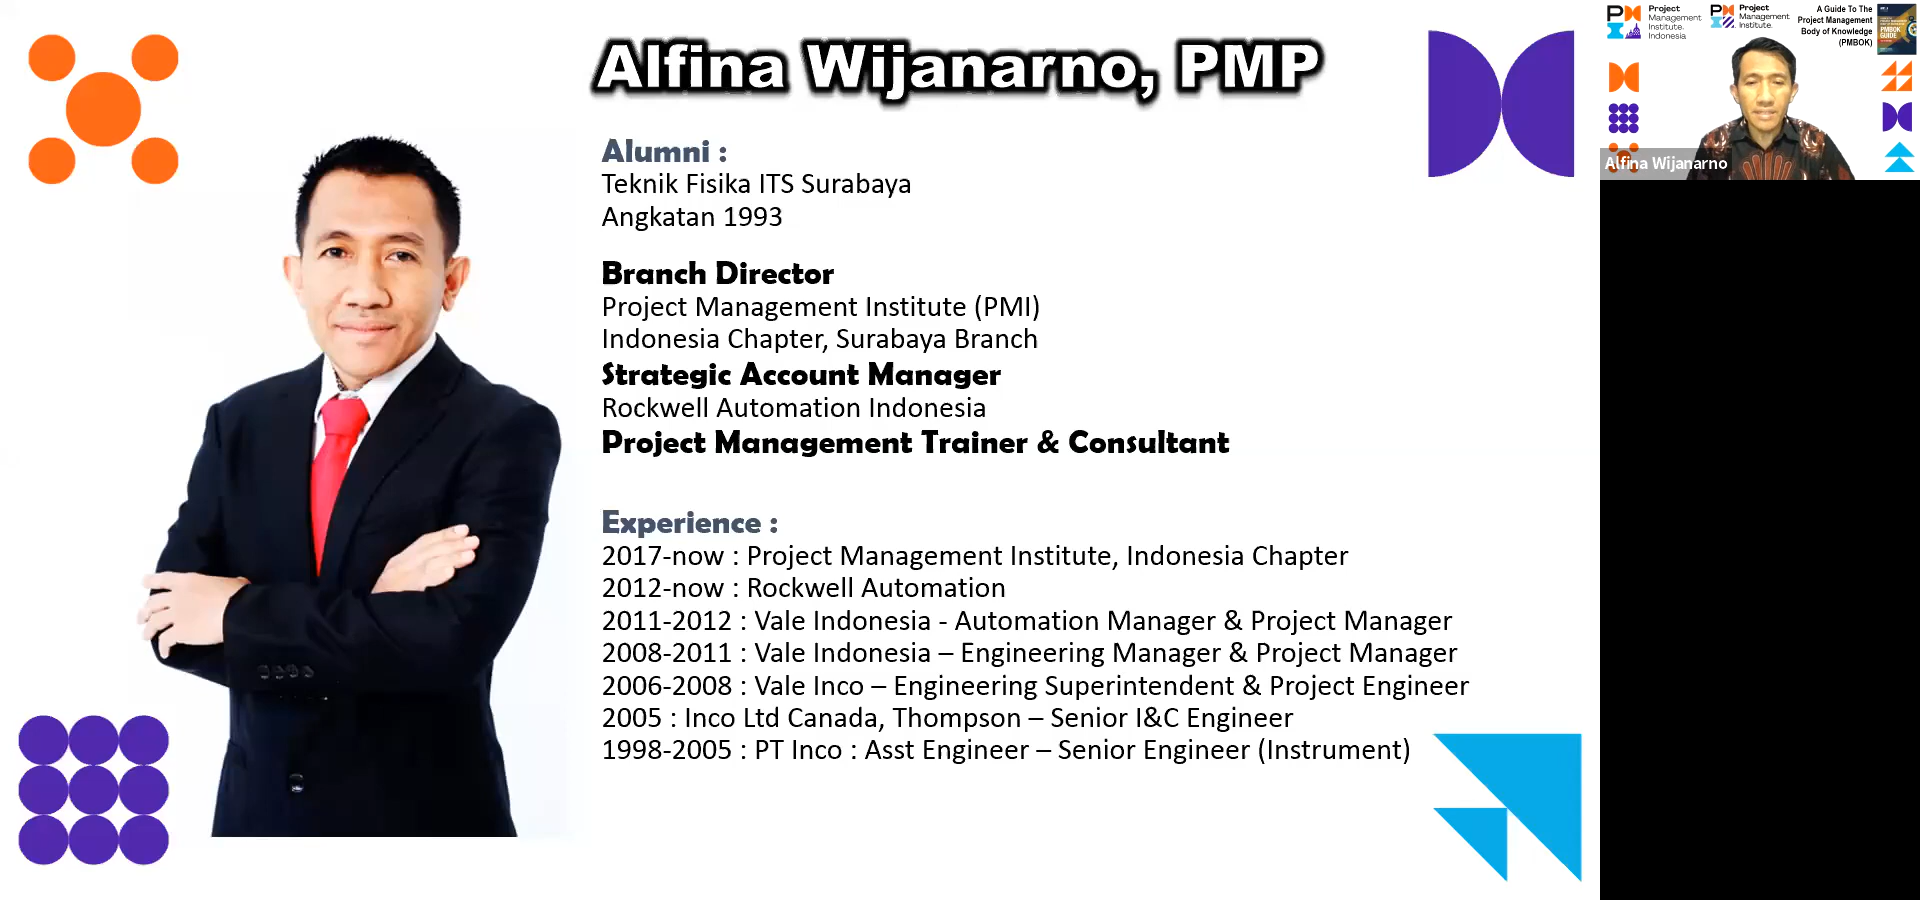 Alfina Wijanarno, PMP
Alumni :
Teknik Fisika ITS Surabaya
Angkatan 1993
Branch Director
Project Management Institute (PMI)
Indonesia Chapter, Surabaya Branch
Strategic Account Manager
Rockwell Automation Indonesia
Project Management Trainer & Consultant
Experience :
2017-now : Project Management Institute, Indonesia Chapter
2012-now : Rockwell Automation
2011-2012 : Vale Indonesia - Automation Manager & Project Manager
2008-2011 : Vale Indonesia – Engineering Manager & Project Manager
2006-2008 : Vale Inco – Engineering Superintendent & Project Engineer
2005 : Inco Ltd Canada, Thompson – Senior I&C Engineer
1998-2005 : PT Inco : Asst Engineer – Senior Engineer (Instrument)
Project
Management
Institute.
Indonesia
Project
Management
Institute.
A Guide To The
Project Management
Body of Knowledge
(PMBOK)
PMBOK
GUIDE
Alfina Wijanarno